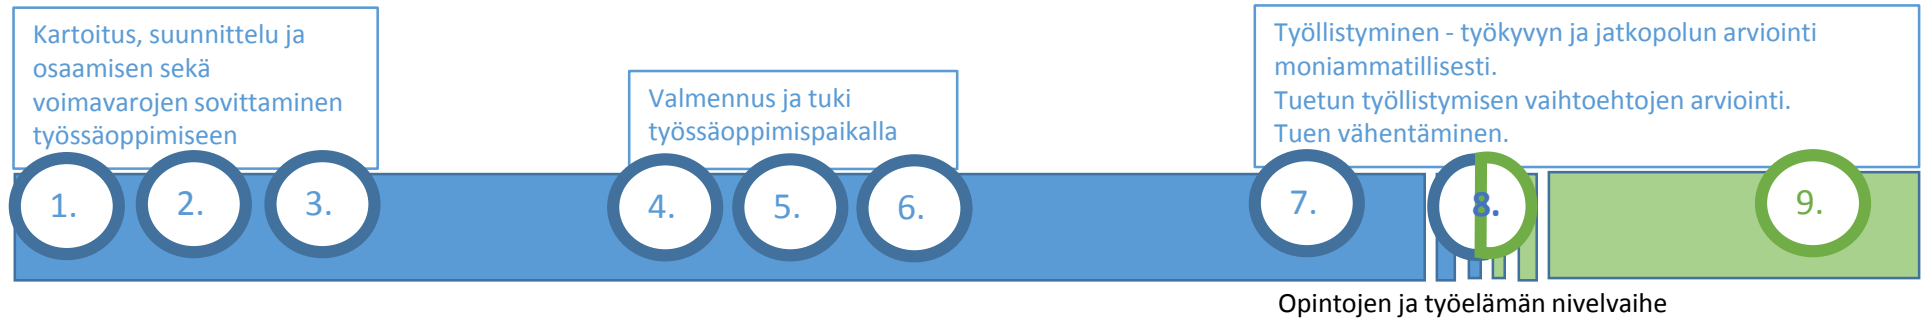 Kartoitus, suunnittelu ja
osaamisen sekä
voimavarojen sovittaminen
työssäoppimiseen
Valmennus ja tuki
työssäoppimispaikalla
Työllistyminen - työkyvyn ja jatkopolun arviointi
moniammatillisesti.
Tuetun työllistymisen vaihtoehtojen arviointi.
Tuen vähentäminen.
1.
2.
3.
4.
5.
6.
7.
8.
9.
Opintojen ja työelämän nivelvaihe